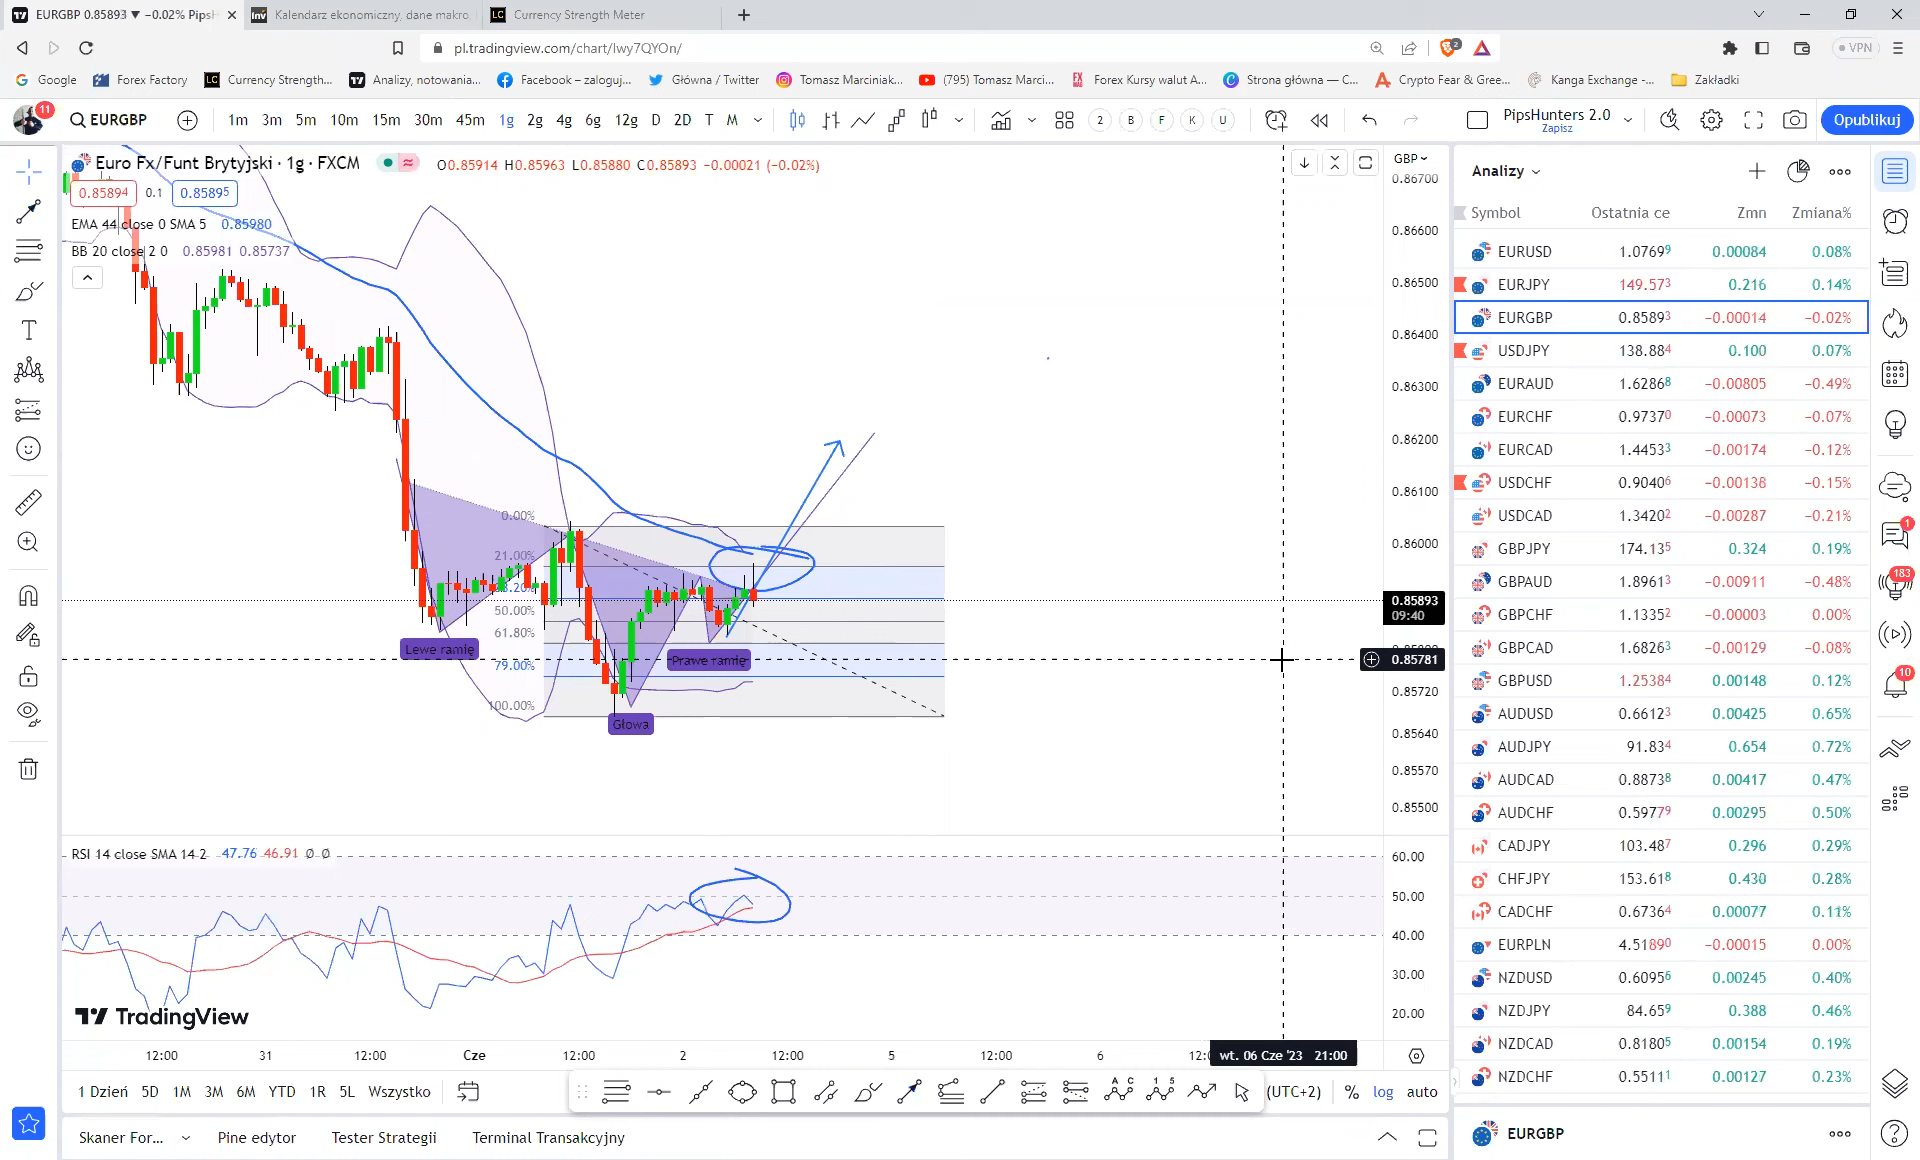 EURGBP 0.85893 ▼ −0.02% PipsH
Kalendarz ekonomiczny, dane makro,
Currency Strength Meter
pl.tradingview.com/chart/Iwy7QYOn/
2
VPN
Google
Forex Factory
Currency Strength...
Analizy, notowania...
Facebook – zaloguj...
Główna / Twitter
Tomasz Marciniak...
(795) Tomasz Marci...
Forex Kursy walut A...
Strona główna — C...
Crypto Fear & Gree...
Kanga Exchange -...
Zakładki
11
EURGBP
1m 3m 5m 10m 15m 30m 45m 1g 2g 4g 6g 12g D 2D T M
2 B F K U
PipsHunters 2.0
Zapisz
Opublikuj
Euro Fx/Funt Brytyjski · 1g · FXCM
O0.85914 H0.85963 L0.85880 C0.85893 −0.00021 (−0.02%)
0.85894 0.1 0.85895
EMA 44 close 0 SMA 5 0.85980
BB 20 close 2 0 0.85981 0.85737
GBP
0.86700
0.86600
0.86500
0.86400
0.86300
0.86200
0.86100
0.86000
0.85893
09:40
0.85781
0.85720
0.85640
0.85570
0.85500
0.00%
21.00%
50.00%
61.80%
79.00%
100.00%
Lewe ramię
Głowa
Prawe ramię
RSI 14 close SMA 14 2 47.76 46.91 Ø Ø
60.00
50.00
40.00
30.00
20.00
TradingView
12:00 31 12:00 Cze 12:00 2 12:00 5 12:00 6 12:0
wt. 06 Cze '23 21:00
1 Dzień 5D 1M 3M 6M YTD 1R 5L Wszystko
(UTC+2) % log auto
Skaner For... Pine edytor Tester Strategii Terminal Transakcyjny
Analizy
Symbol Ostatnia ce Zmn Zmiana%
EURUSD 1.07699 0.00084 0.08%
EURJPY 149.573 0.216 0.14%
EURGBP 0.85893 −0.00014 −0.02%
USDJPY 138.884 0.100 0.07%
EURAUD 1.62868 −0.00805 −0.49%
EURCHF 0.97370 −0.00073 −0.07%
EURCAD 1.44533 −0.00174 −0.12%
USDCHF 0.90406 −0.00138 −0.15%
USDCAD 1.34202 −0.00287 −0.21%
GBPJPY 174.135 0.324 0.19%
GBPAUD 1.89613 −0.00911 −0.48%
GBPCHF 1.13352 −0.00003 0.00%
GBPCAD 1.68263 −0.00129 −0.08%
GBPUSD 1.25384 0.00148 0.12%
AUDUSD 0.66123 0.00425 0.65%
AUDJPY 91.834 0.654 0.72%
AUDCAD 0.88738 0.00417 0.47%
AUDCHF 0.59779 0.00295 0.50%
CADJPY 103.487 0.296 0.29%
CHFJPY 153.618 0.430 0.28%
CADCHF 0.67364 0.00077 0.11%
EURPLN 4.51890 −0.00015 0.00%
NZDUSD 0.60956 0.00245 0.40%
NZDJPY 84.659 0.388 0.46%
NZDCAD 0.81805 0.00154 0.19%
NZDCHF 0.55111 0.00127 0.23%
EURGBP
1
183
10